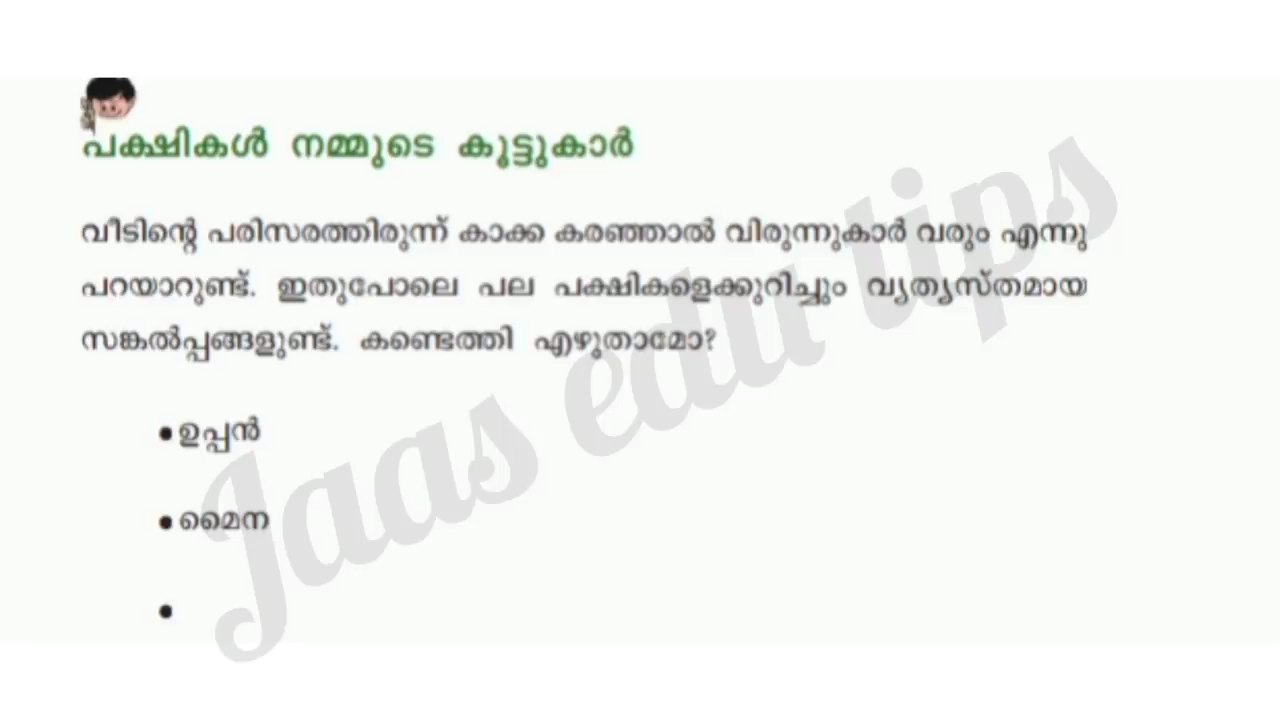 പക്ഷികൾ നമ്മുടെ കൂട്ടുകാർ
വീടിന്റെ പരിസരത്തിരുന്ന് കാക്ക കരഞ്ഞാൽ വിരുന്നുകാർ വരും എന്നു
പറയാറുണ്ട്. ഇതുപോലെ പല പക്ഷികളെക്കുറിച്ചും വ്യത്യസ്തമായ
സങ്കൽപ്പങ്ങളുണ്ട്. കണ്ടെത്തി എഴുതാമോ?
• ഉപ്പൻ
• മൈന
•
Jaas edu tips